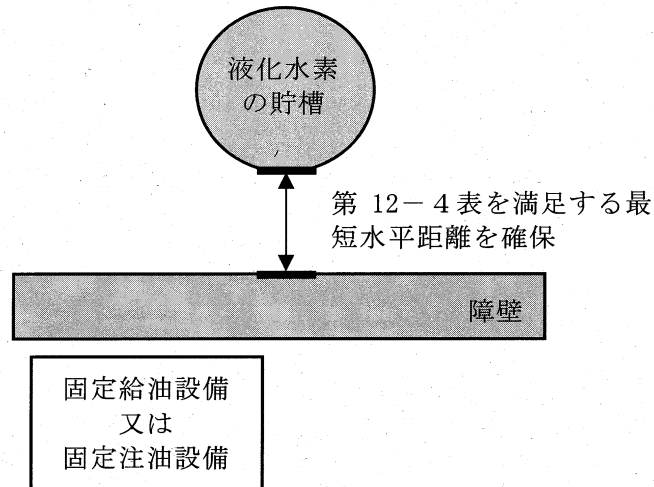 液化水素
の貯槽
第 12－4表を満足する最
短水平距離を確保
障壁
固定給油設備
又は
固定注油設備